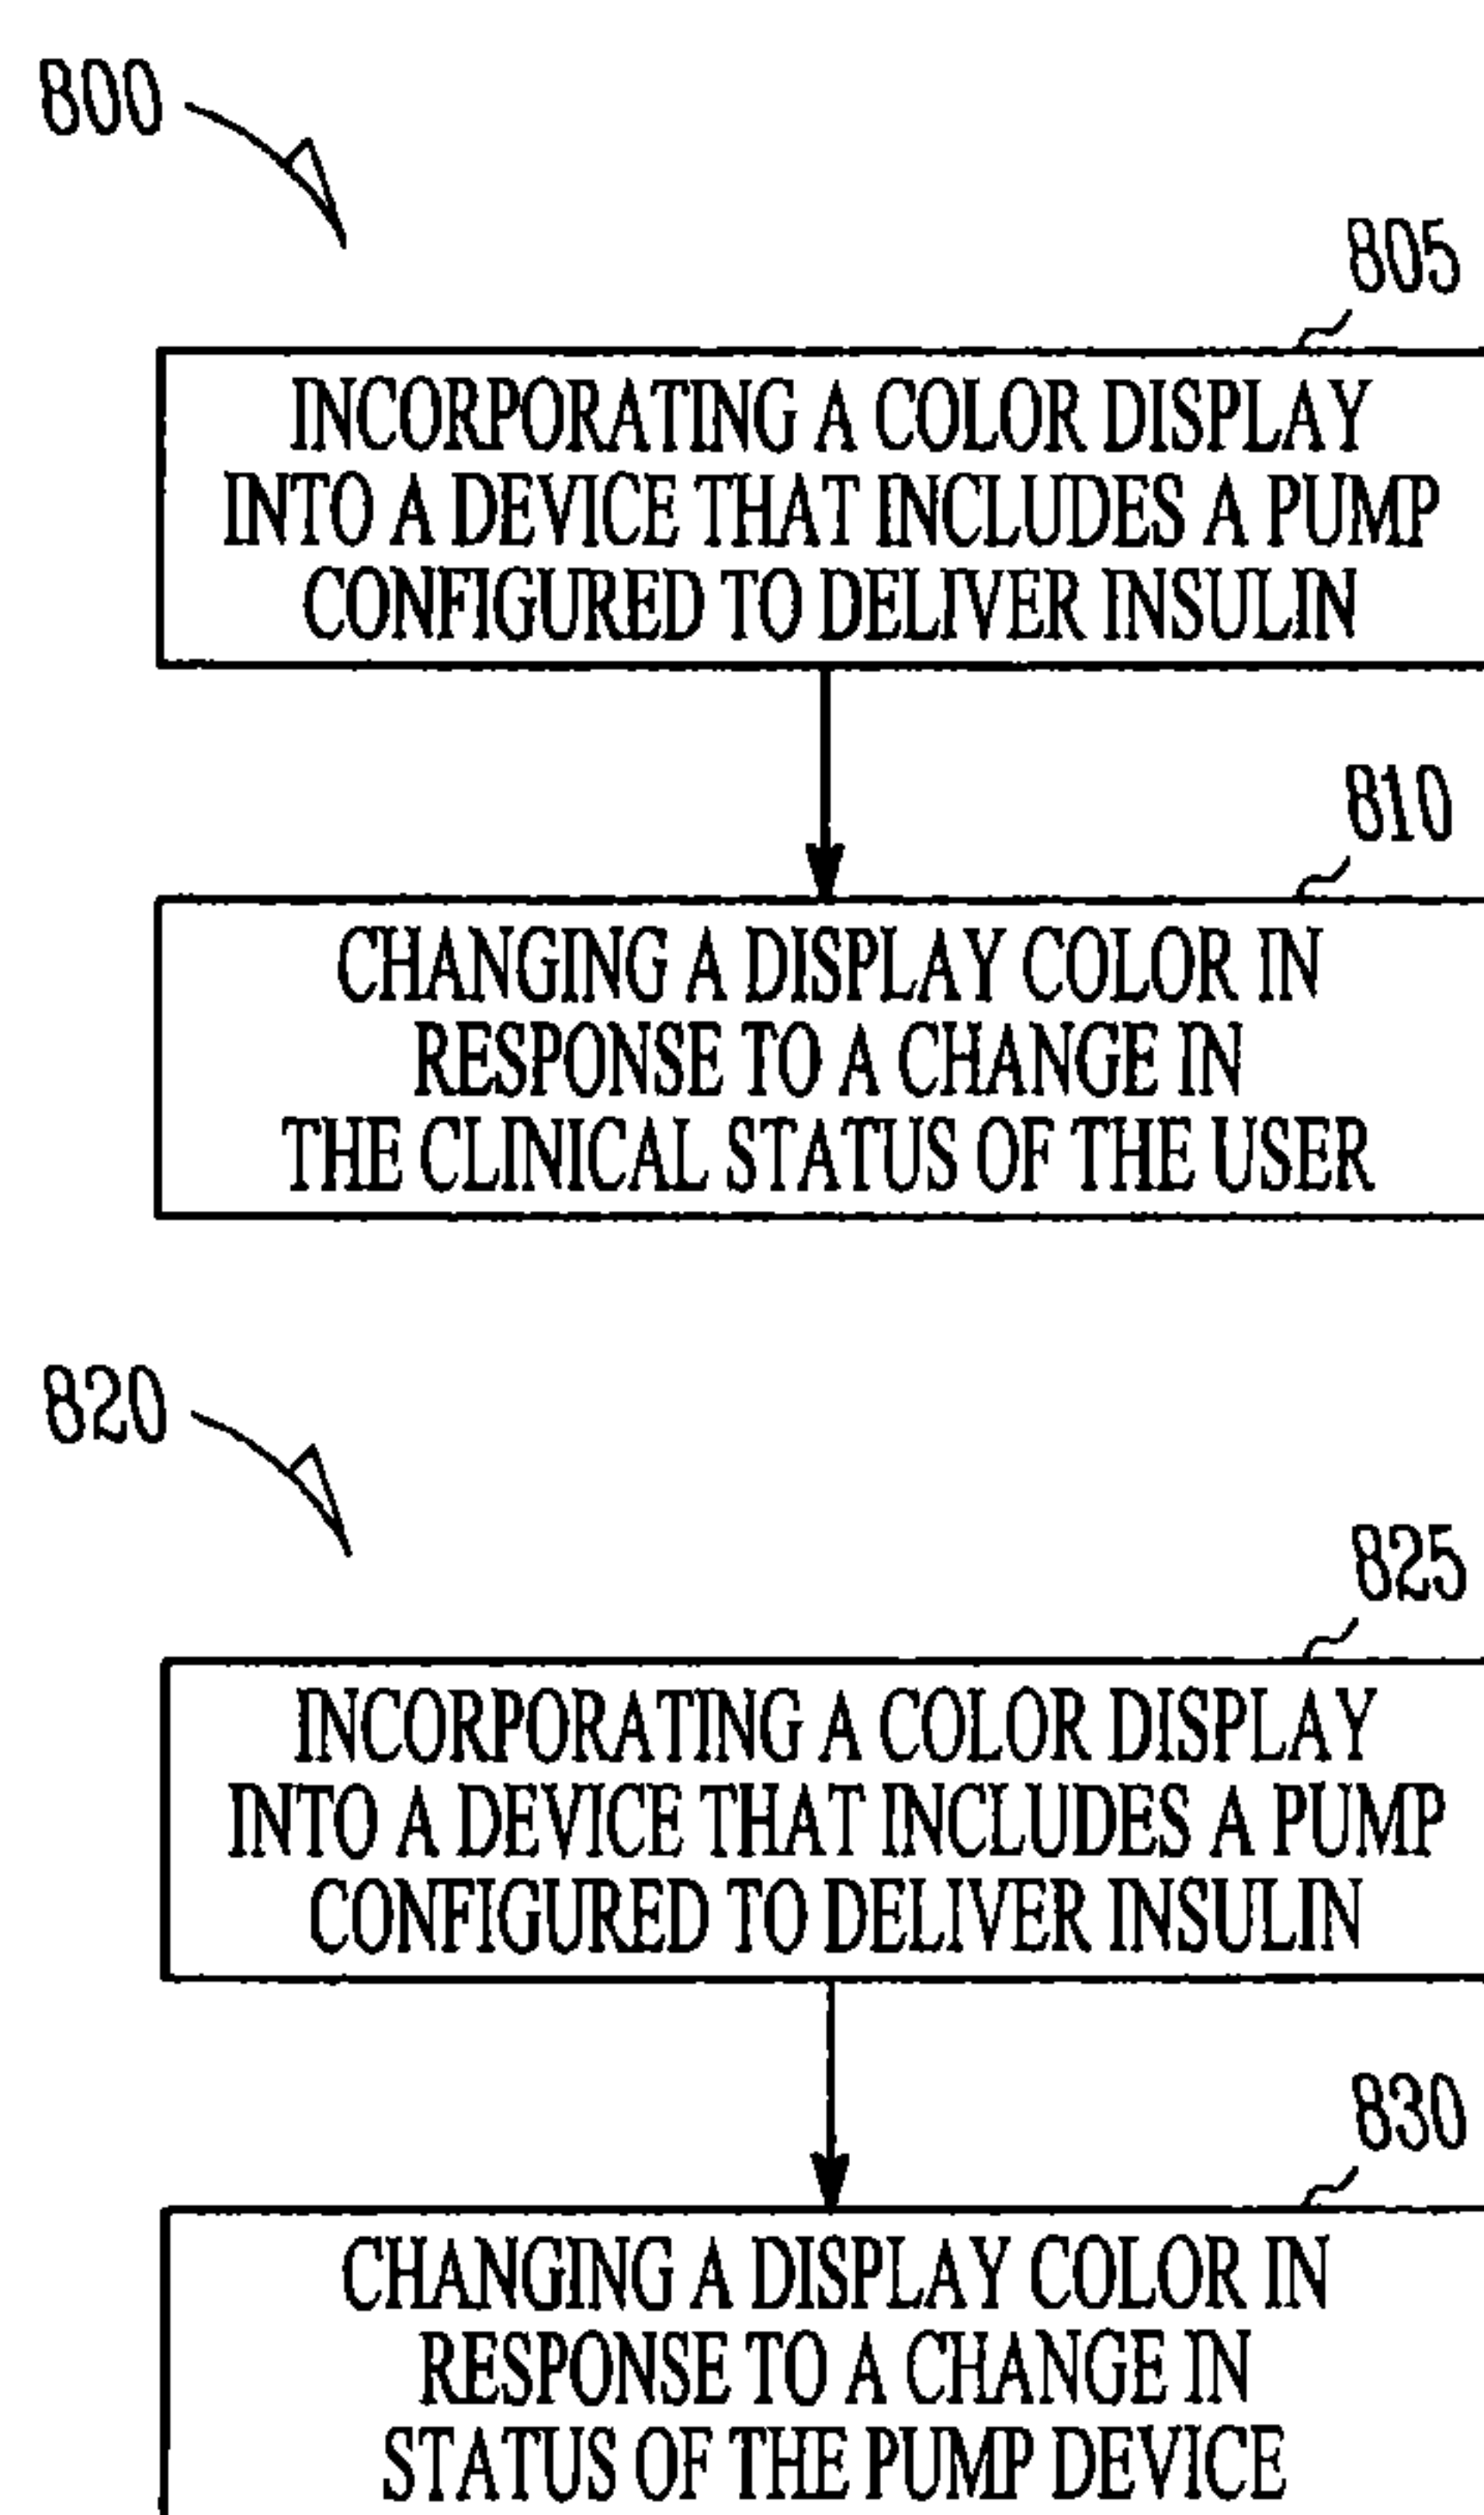 800
805
INCORPORATING A COLOR DISPLAY
INTO A DEVICE THAT INCLUDES A PUMP
CONFIGURED TO DELIVER INSULIN
810
CHANGING A DISPLAY COLOR IN
RESPONSE TO A CHANGE IN
THE CLINICAL STATUS OF THE USER
820
825
INCORPORATING A COLOR DISPLAY
INTO A DEVICE THAT INCLUDES A PUMP
CONFIGURED TO DELIVER INSULIN
830
CHANGING A DISPLAY COLOR IN
RESPONSE TO A CHANGE IN
STATUS OF THE PUMP DEVICE